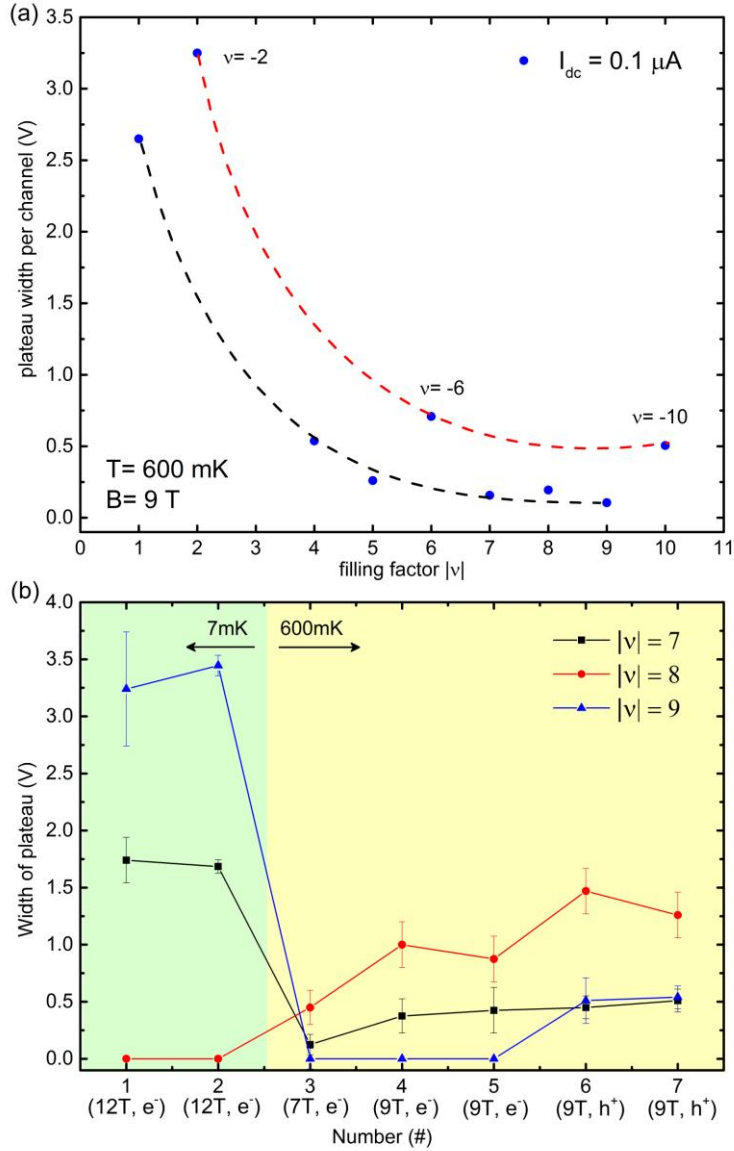 (a)
3.5
3.0
2.5
2.0
1.5
1.0
0.5
0.0
plateau width per channel (V)
ν= -2
I_dc = 0.1 μA
ν= -6
ν= -10
T= 600 mK
B= 9 T
0 1 2 3 4 5 6 7 8 9 10 11
filling factor |ν|
(b)
4.0
3.5
3.0
2.5
2.0
1.5
1.0
0.5
0.0
Width of plateau (V)
7mK 600mK
|ν| = 7
|ν| = 8
|ν| = 9
1 2 3 4 5 6 7
(12T, e⁻) (12T, e⁻) (7T, e⁻) (9T, e⁻) (9T, e⁻) (9T, h⁺) (9T, h⁺)
Number (#)